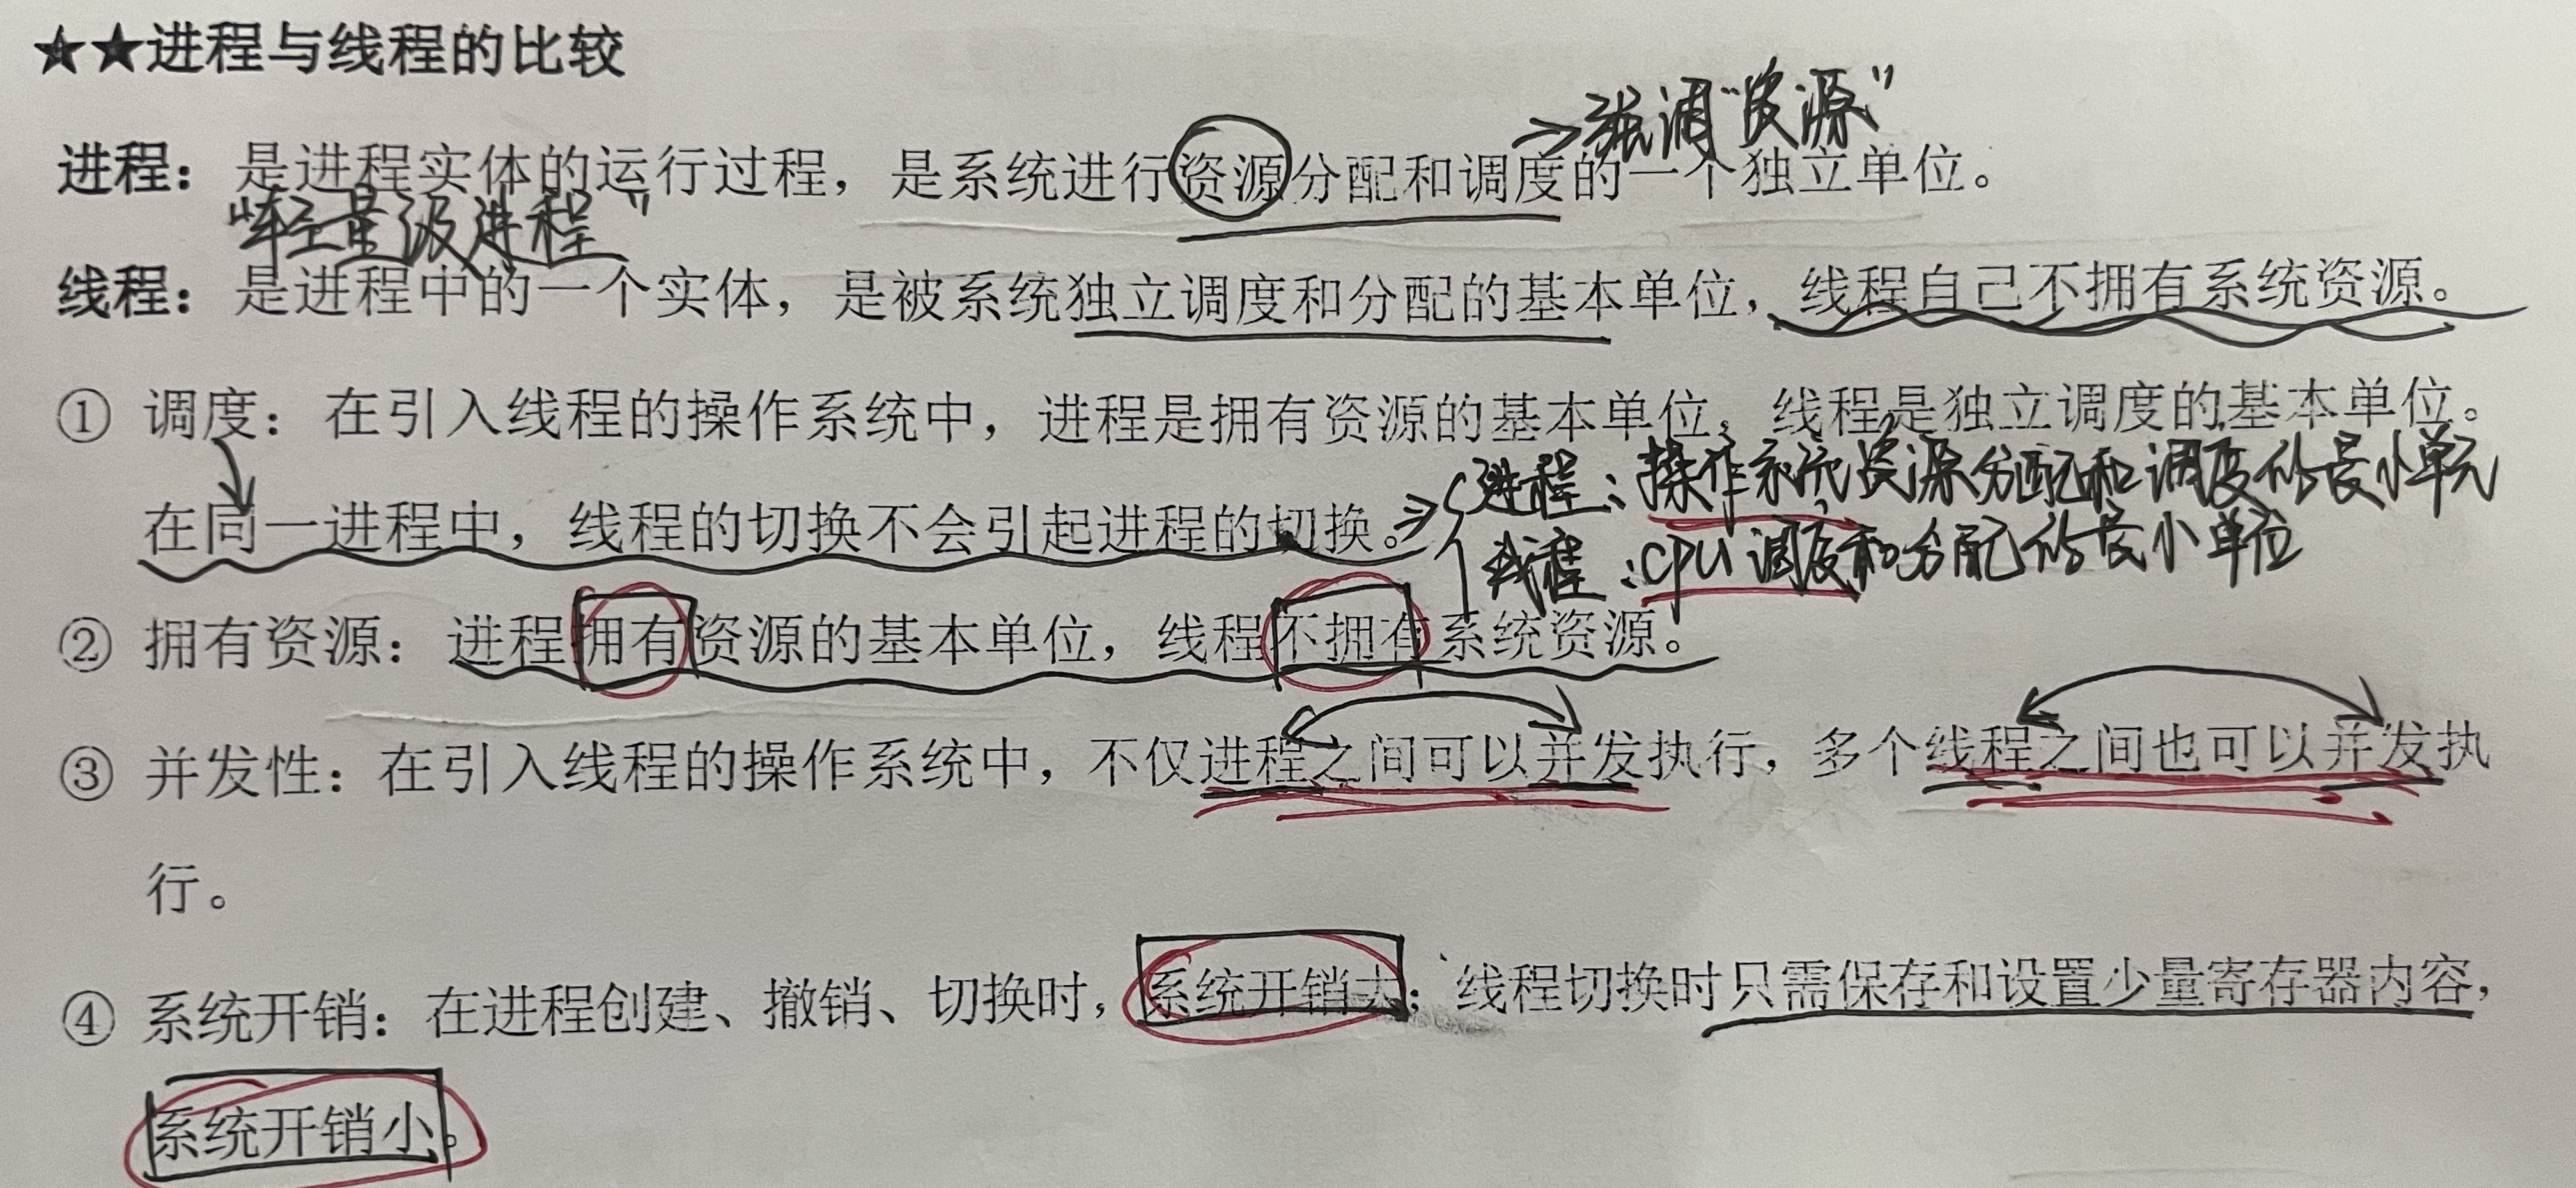 ★★进程与线程的比较
→强调“资源”
进程：是进程实体的运行过程，是系统进行资源分配和调度的一个独立单位。
“轻量级进程”
线程：是进程中的一个实体，是被系统独立调度和分配的基本单位，线程自己不拥有系统资源。
① 调度：在引入线程的操作系统中，进程是拥有资源的基本单位，线程是独立调度的基本单位。
进程：操作系统资源分配和调度的最小单元
在同一进程中，线程的切换不会引起进程的切换。⇒
线程：CPU调度和分配的最小单位
② 拥有资源：进程拥有资源的基本单位，线程不拥有系统资源。
③ 并发性：在引入线程的操作系统中，不仅进程之间可以并发执行，多个线程之间也可以并发执
行。
④ 系统开销：在进程创建、撤销、切换时，系统开销大；线程切换时只需保存和设置少量寄存器内容，
系统开销小。